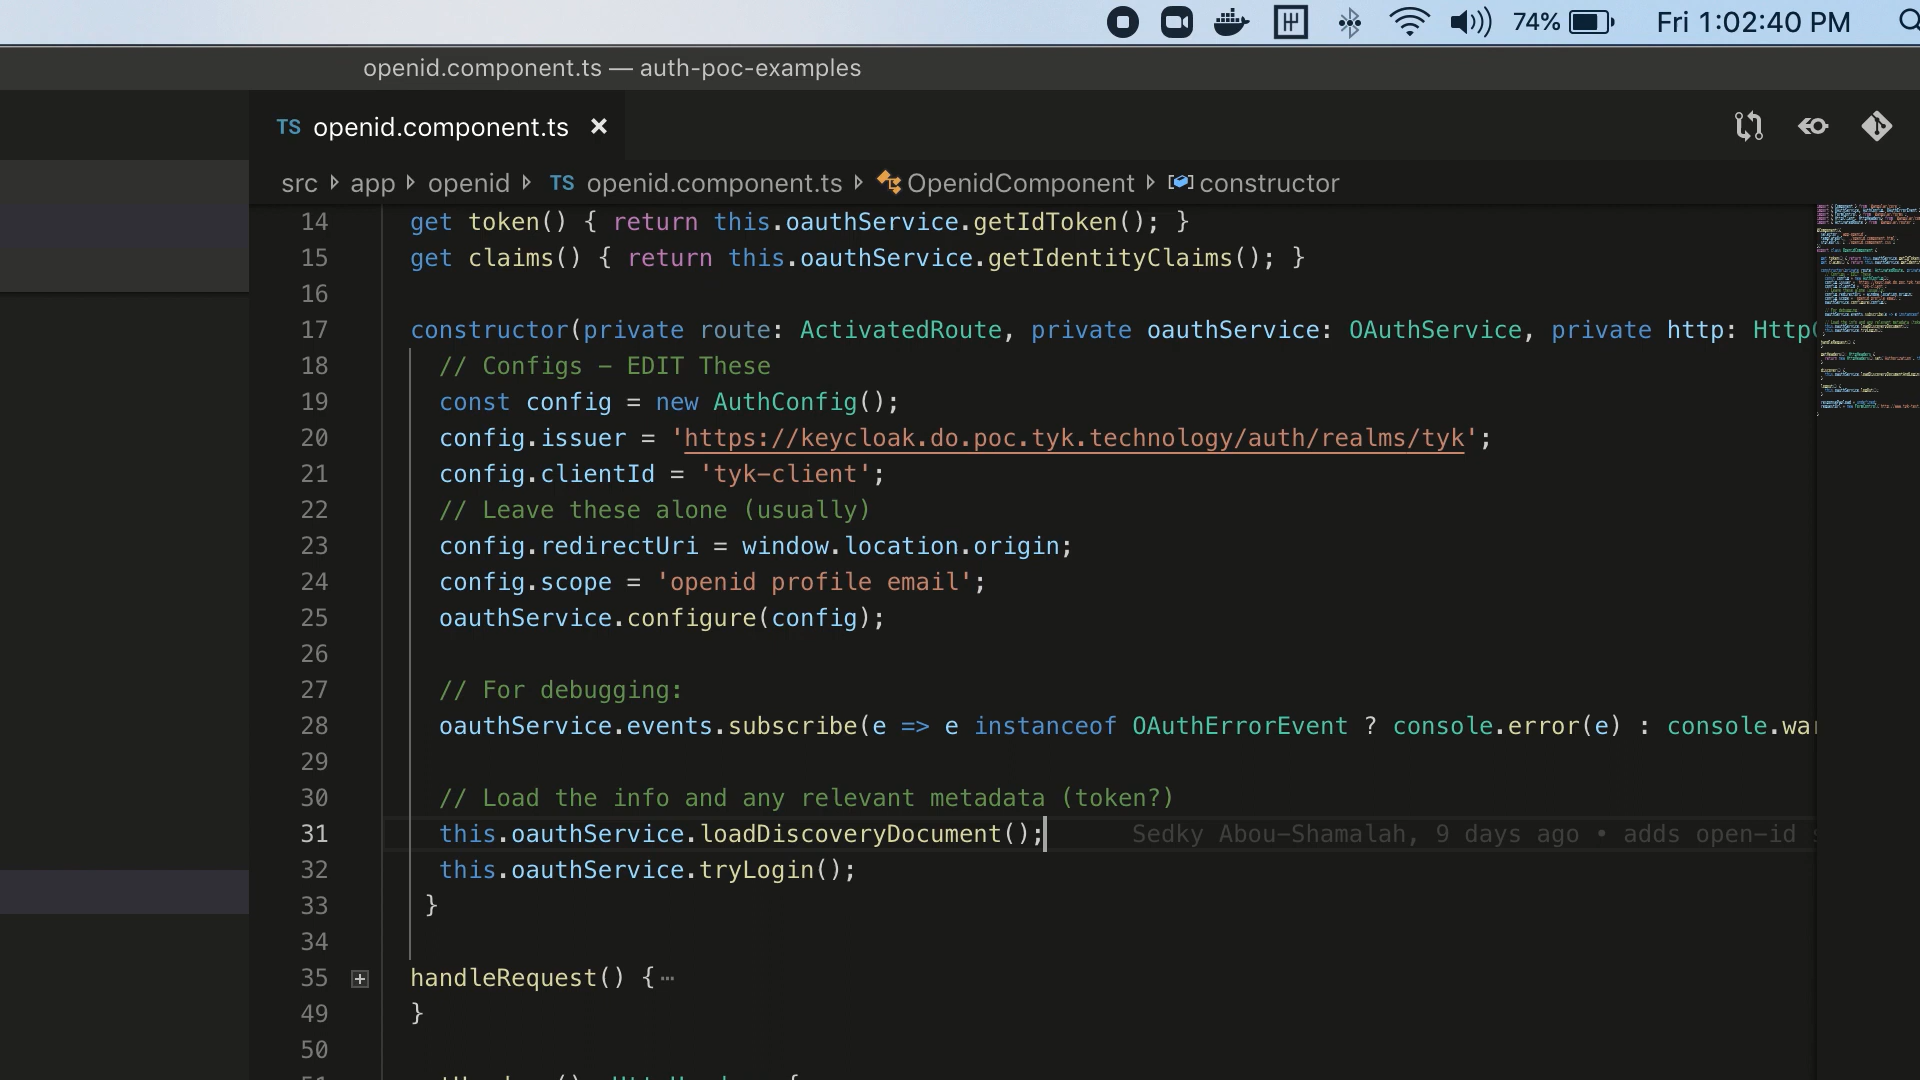 74% Fri 1:02:40 PM
openid.component.ts — auth-poc-examples
TS openid.component.ts ×
src app openid TS openid.component.ts OpenidComponent constructor
14 get token() { return this.oauthService.getIdToken(); }
15 get claims() { return this.oauthService.getIdentityClaims(); }
16
17 constructor(private route: ActivatedRoute, private oauthService: OAuthService, private http:
18 // Configs - EDIT These
19 const config = new AuthConfig();
20 config.issuer = 'https://keycloak.do.poc.tyk.technology/auth/realms/tyk';
21 config.clientId = 'tyk-client';
22 // Leave these alone (usually)
23 config.redirectUri = window.location.origin;
24 config.scope = 'openid profile email';
25 oauthService.configure(config);
26
27 // For debugging:
28 oauthService.events.subscribe(e => e instanceof OAuthErrorEvent ? console.error(e) : console.wa
29
30 // Load the info and any relevant metadata (token?)
31 this.oauthService.loadDiscoveryDocument(); Sedky Abou-Shamalah, 9 days ago • adds open-id
32 this.oauthService.tryLogin();
33 }
34
35 handleRequest() {⋯
49 }
50